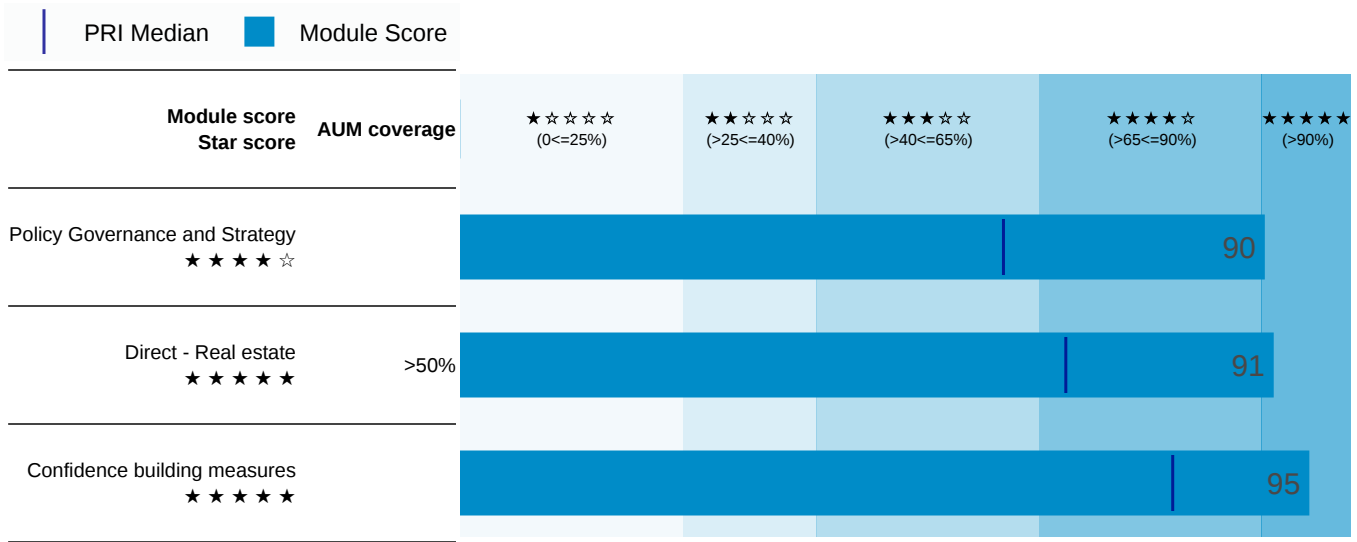 PRI Median
Module Score
Module score
Star score
AUM coverage
★☆☆☆☆
(0<=25%)
★★☆☆☆
(>25<=40%)
★★★☆☆
(>40<=65%)
★★★★☆
(>65<=90%)
★★★★★
(>90%)
Policy Governance and Strategy
★★★★☆
90
Direct - Real estate
★★★★★
>50%
91
Confidence building measures
★★★★★
95